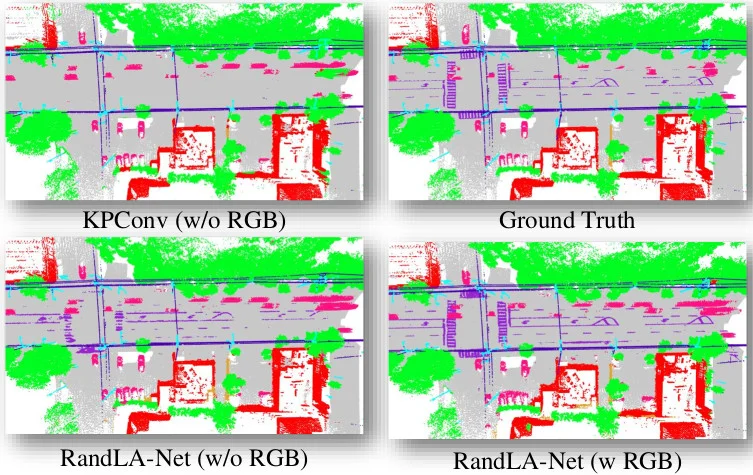 KPConv (w/o RGB)
Ground Truth
RandLA-Net (w/o RGB)
RandLA-Net (w RGB)